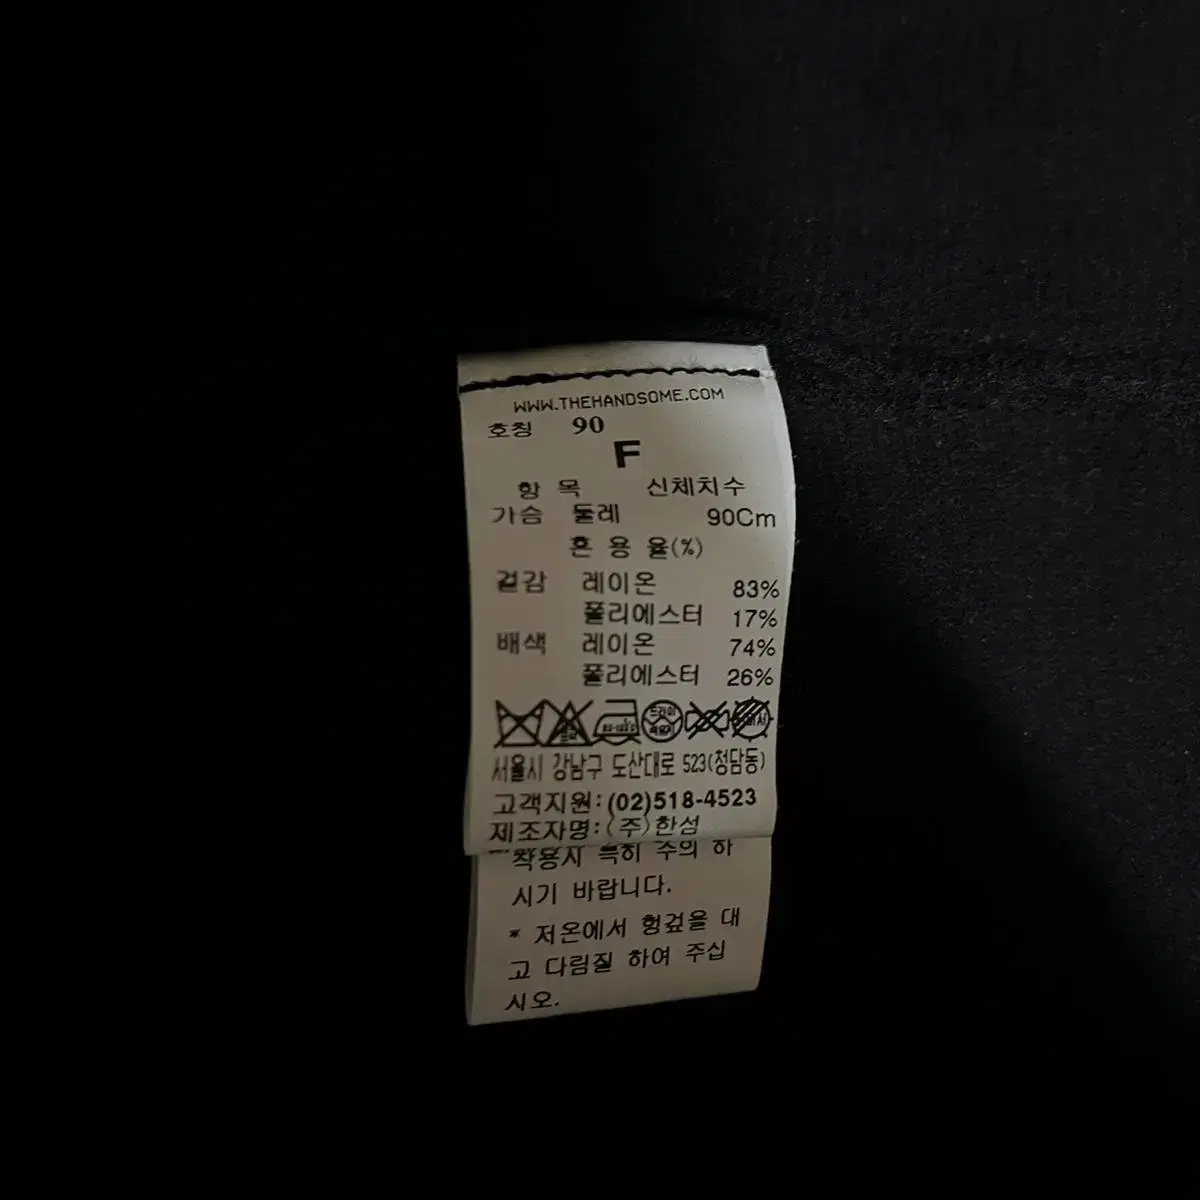 WWW.THEHANDSOME.COM
호칭 90
F
항 목 신체치수
가슴 둘레 90Cm
혼 용 율(%)
겉감 레이온 83%
폴리에스터 17%
배색 레이온 74%
폴리에스터 26%
드라이
서울시 강남구 도산대로 523(청담동)
고객지원:(02)518-4523
제조자명:(주)한섬
착용시 특히 주의 하
시기 바랍니다.
* 저온에서 헝겊을 대
고 다림질 하여 주십
시오.